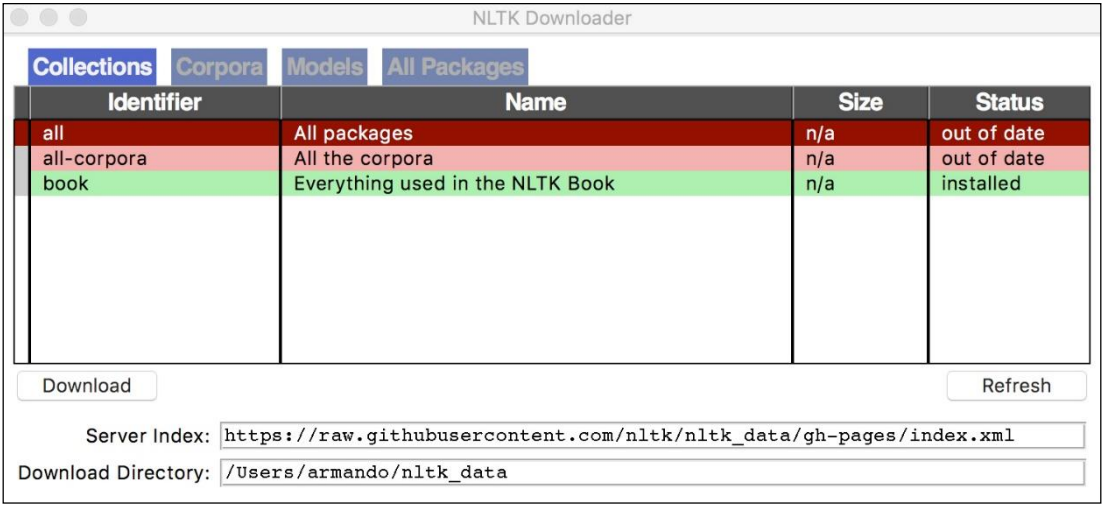 NLTK Downloader
Collections Corpora Models All Packages
Identifier Name Size Status
all All packages n/a out of date
all-corpora All the corpora n/a out of date
book Everything used in the NLTK Book n/a installed
Download Refresh
Server Index: https://raw.githubusercontent.com/nltk/nltk_data/gh-pages/index.xml
Download Directory: /Users/armando/nltk_data